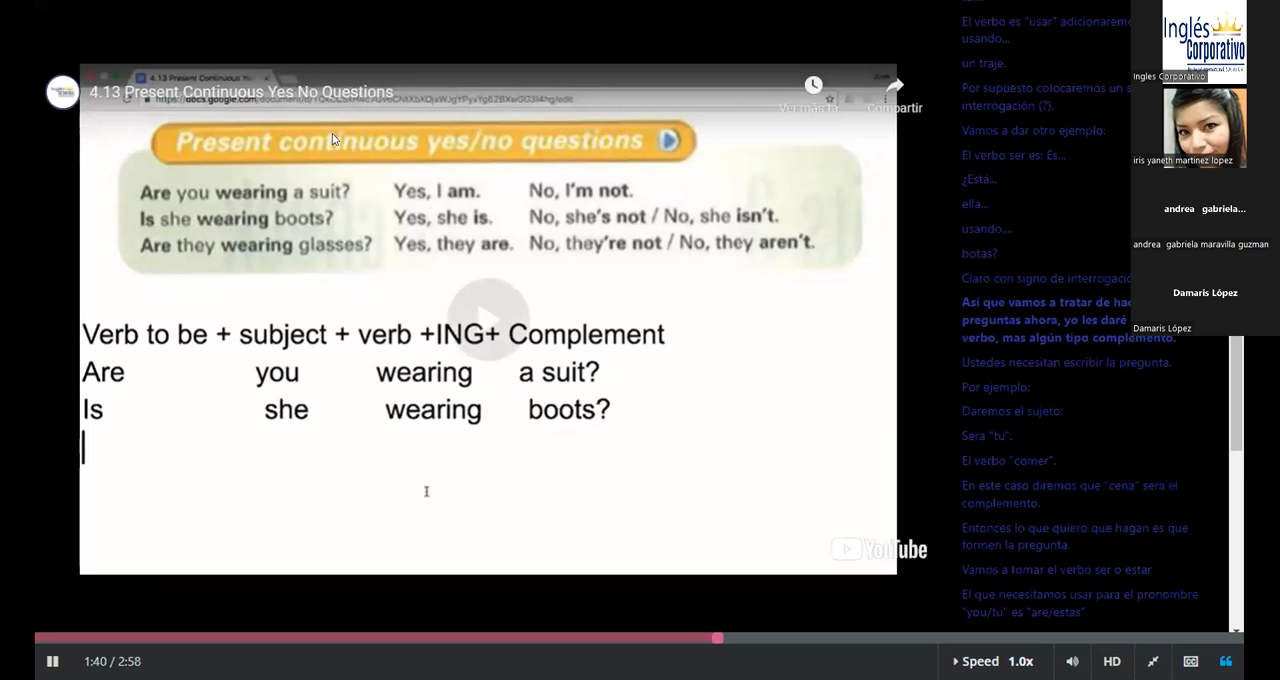 4.13 Present Continuous Yes No Questions
Compartir
Present continuous yes/no questions
Are you wearing a suit? Yes, I am. No, I'm not.
Is she wearing boots? Yes, she is. No, she's not / No, she isn't.
Are they wearing glasses? Yes, they are. No, they're not / No, they aren't.
Verb to be + subject + verb +ING+ Complement
Are you wearing a suit?
Is she wearing boots?
YouTube
1:40 / 2:58
Speed 1.0x
HD
El verbo es "usar" adicionaremo
usando...
un traje.
Por supuesto colocaremos un s
interrogación (?).
Vamos a dar otro ejemplo:
El verbo ser es: Es...
¿Está...
ella...
usando....
botas?
Claro con signo de interrogació
Así que vamos a tratar de hac
preguntas ahora, yo les daré
verbo, mas algún tipo complemento.
Ustedes necesitan escribir la pregunta.
Por ejemplo:
Daremos el sujeto:
Sera "tu".
El verbo "comer".
En este caso diremos que "cena" sera el
complemento.
Entonces lo que quiero que hagan es que
formen la pregunta.
Vamos a tomar el verbo ser o estar
El que necesitamos usar para el pronombre
"you/tu" es "are/estas"
Inglés
Corporativo
Ingles Corporativo
iris yaneth martinez lopez
andrea gabriela...
andrea gabriela maravilla guzman
Damaris López
Damaris López